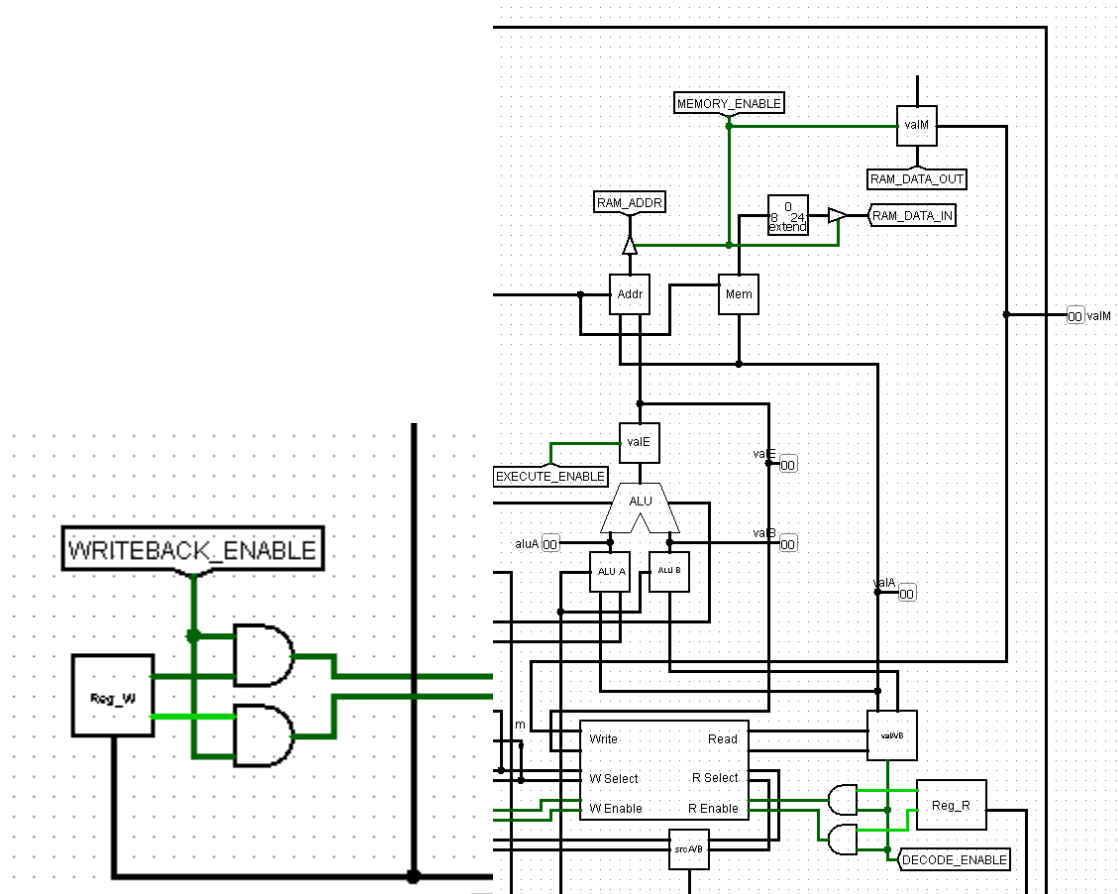 MEMORY_ENABLE
valM
RAM_DATA_OUT
RAM_ADDR
0
8 24
extend
RAM_DATA_IN
Addr
Mem
00 valM
valE
valE
00
EXECUTE_ENABLE
ALU
aluA 00
valB
00
WRITEBACK_ENABLE
ALU A
ALU B
valA
00
Reg_W
m
Write
Read
valA/B
W Select
R Select
W Enable
R Enable
Reg_R
srcA/B
DECODE_ENABLE